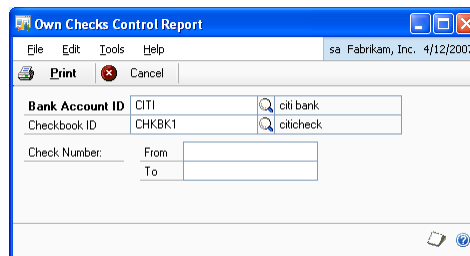 Own Checks Control Report
File Edit Tools Help sa Fabrikam, Inc. 4/12/2007
Print Cancel
Bank Account ID CITI citi bank
Checkbook ID CHKBK1 citicheck
Check Number: From
To